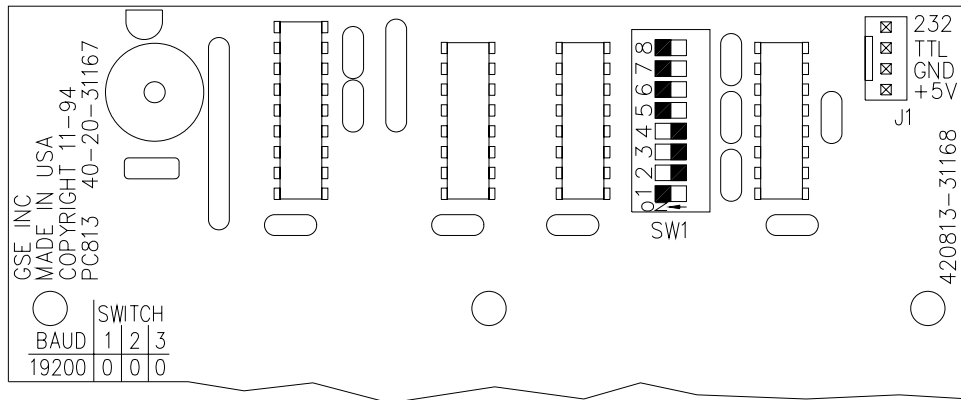 GSE INC
MADE IN USA
COPYRIGHT 11-94
PC813 40-20-31167
8
7
6
5
4
3
2
1
ON
SW1
232
TTL
GND
+5V
J1
420813-31168
SWITCH
BAUD 1 2 3
19200 0 0 0